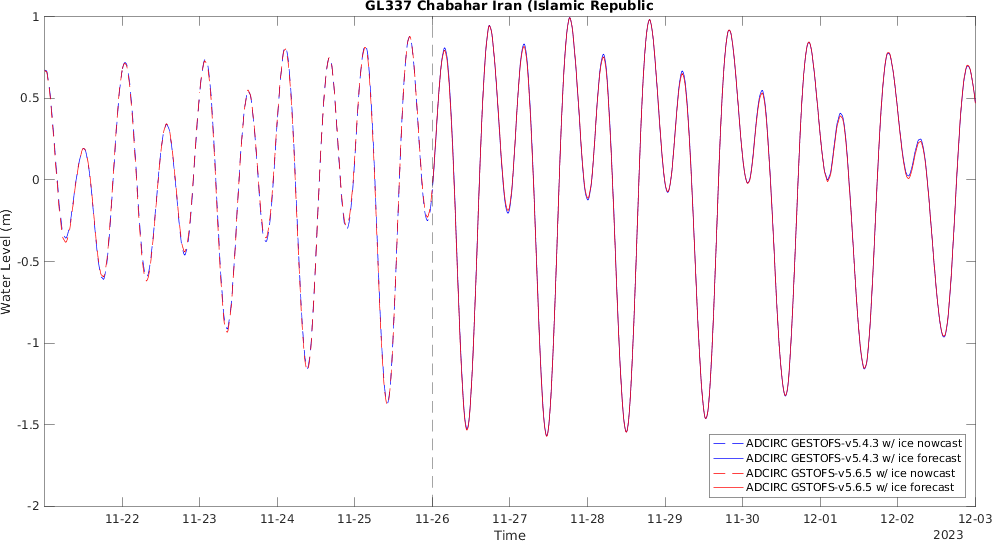 GL337 Chabahar Iran (Islamic Republic
1
0.5
0
-0.5
-1
-1.5
-2
Water Level (m)
ADCIRC GESTOFS-v5.4.3 w/ ice nowcast
ADCIRC GESTOFS-v5.4.3 w/ ice forecast
ADCIRC GSTOFS-v5.6.5 w/ ice nowcast
ADCIRC GSTOFS-v5.6.5 w/ ice forecast
11-22 11-23 11-24 11-25 11-26 11-27 11-28 11-29 11-30 12-01 12-02 12-03
Time
2023